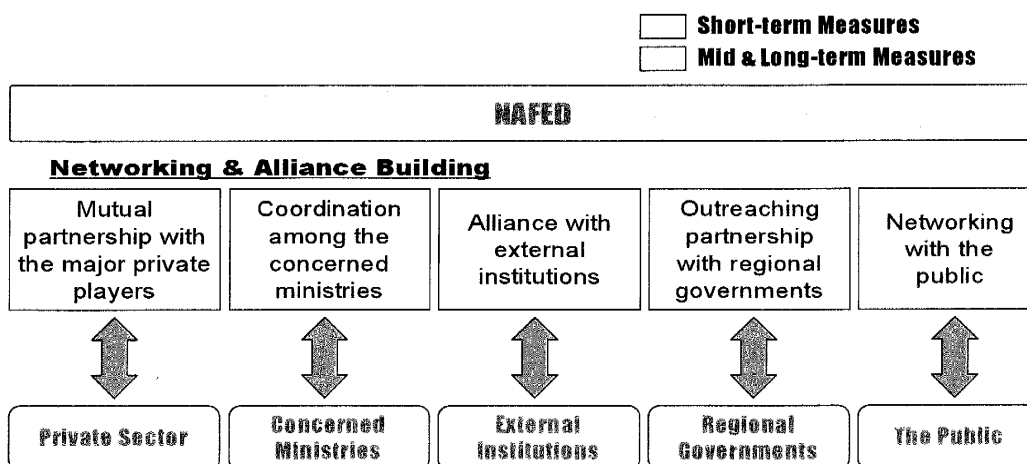 Short-term Measures
Mid & Long-term Measures
NAFED
Networking & Alliance Building
Mutual
partnership with
the major private
players
Coordination
among the
concerned
ministries
Alliance with
external
institutions
Outreaching
partnership
with regional
governments
Networking
with the
public
Private Sector
Concerned
Ministries
External
Institutions
Regional
Governments
The Public